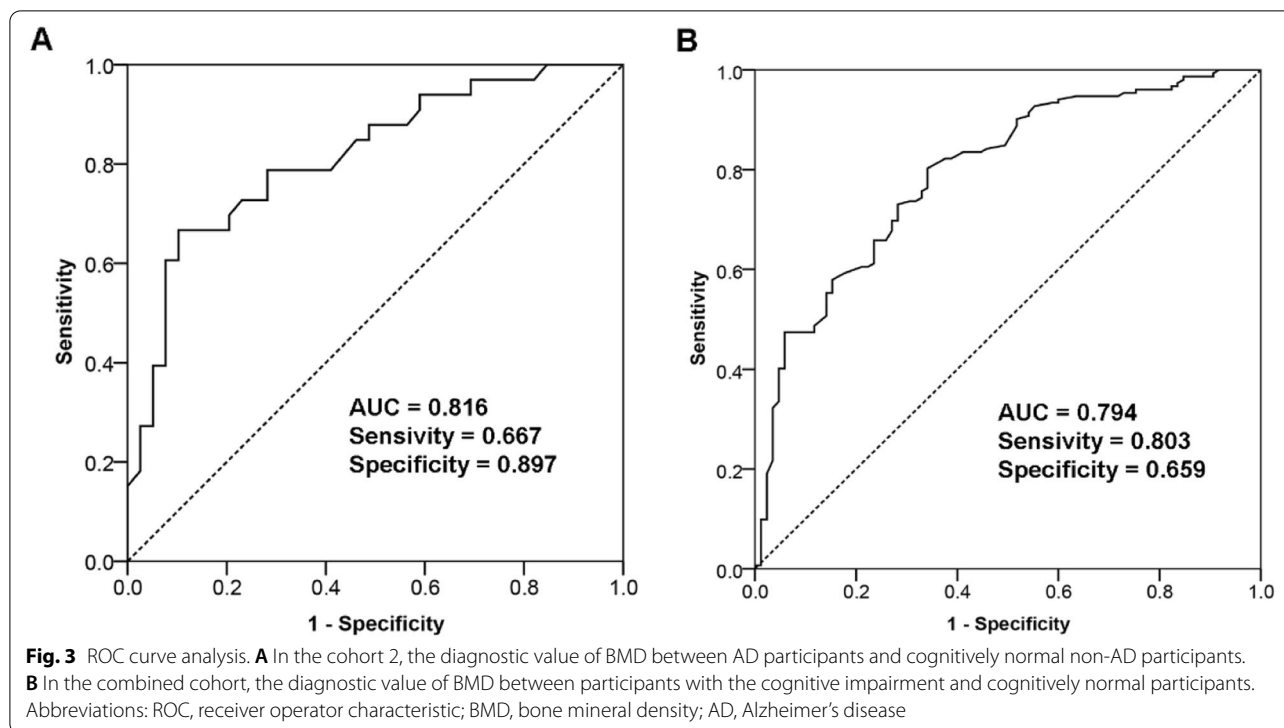 A
1.0
0.8
0.6
0.4
0.2
0.0
Sensitivity
AUC = 0.816
Sensivity = 0.667
Specificity = 0.897
0.0 0.2 0.4 0.6 0.8 1.0
1 - Specificity
B
1.0
0.8
0.6
0.4
0.2
0.0
Sensitivity
AUC = 0.794
Sensivity = 0.803
Specificity = 0.659
0.0 0.2 0.4 0.6 0.8 1.0
1 - Specificity
Fig. 3 ROC curve analysis. A In the cohort 2, the diagnostic value of BMD between AD participants and cognitively normal non-AD participants.
B In the combined cohort, the diagnostic value of BMD between participants with the cognitive impairment and cognitively normal participants.
Abbreviations: ROC, receiver operator characteristic; BMD, bone mineral density; AD, Alzheimer’s disease